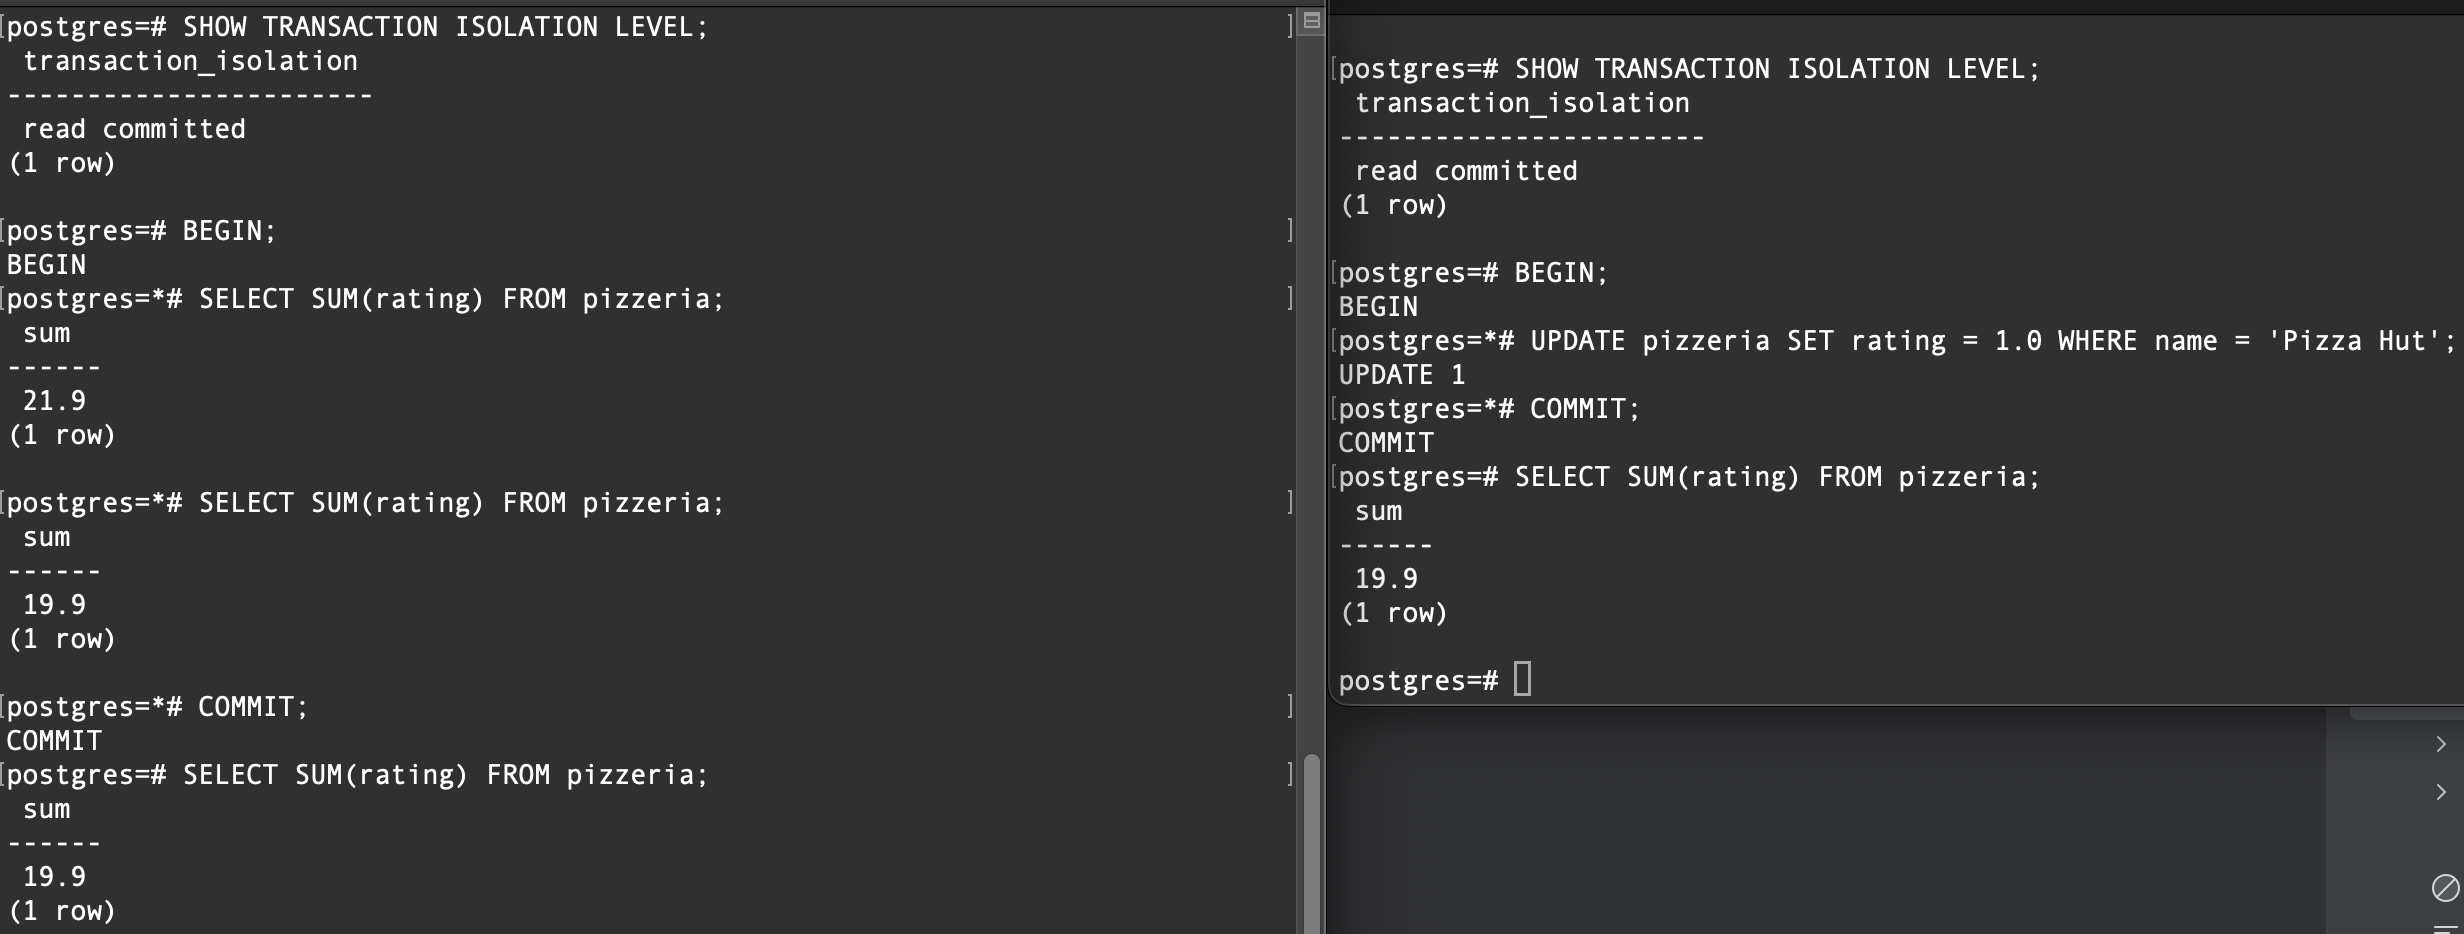 postgres=# SHOW TRANSACTION ISOLATION LEVEL;
transaction_isolation
-----------------------
read committed
(1 row)
postgres=# BEGIN;
BEGIN
postgres=*# SELECT SUM(rating) FROM pizzeria;
sum
------
21.9
(1 row)
postgres=*# SELECT SUM(rating) FROM pizzeria;
sum
------
19.9
(1 row)
postgres=*# COMMIT;
COMMIT
postgres=# SELECT SUM(rating) FROM pizzeria;
sum
------
19.9
(1 row)
postgres=# SHOW TRANSACTION ISOLATION LEVEL;
transaction_isolation
-----------------------
read committed
(1 row)
postgres=# BEGIN;
BEGIN
postgres=*# UPDATE pizzeria SET rating = 1.0 WHERE name = 'Pizza Hut';
UPDATE 1
postgres=*# COMMIT;
COMMIT
postgres=# SELECT SUM(rating) FROM pizzeria;
sum
------
19.9
(1 row)
postgres=#